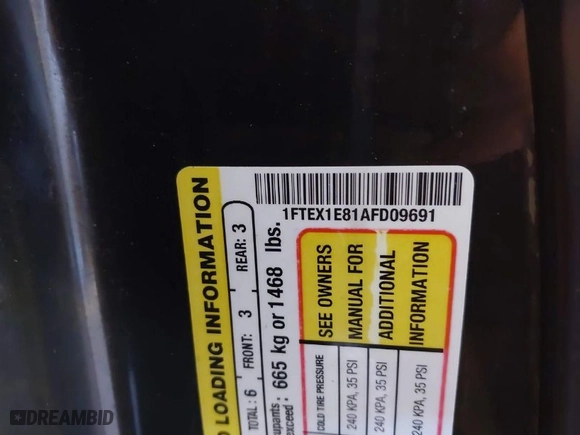 1FTEX1E81AFD09691
LOADING INFORMATION
TOTAL: 6 FRONT: 3 REAR: 3
665 kg or 1468 lbs.
SEE OWNERS
MANUAL FOR
ADDITIONAL
INFORMATION
COLD TIRE PRESSURE
240 KPA, 35 PSI
240 KPA, 35 PSI
240 KPA, 35 PSI
DREAMBID